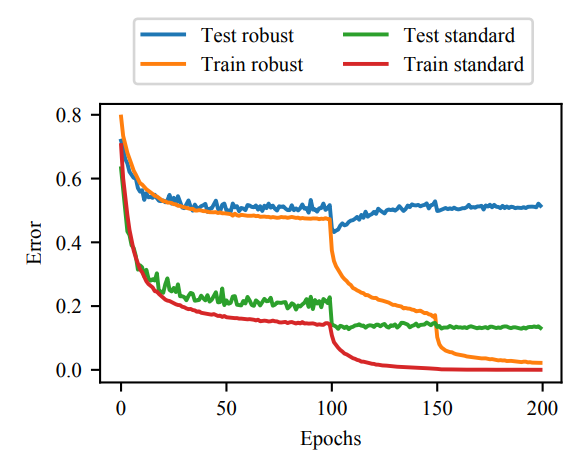 Test robust
Train robust
Test standard
Train standard
0.8
0.6
0.4
0.2
0.0
Error
0 50 100 150 200
Epochs